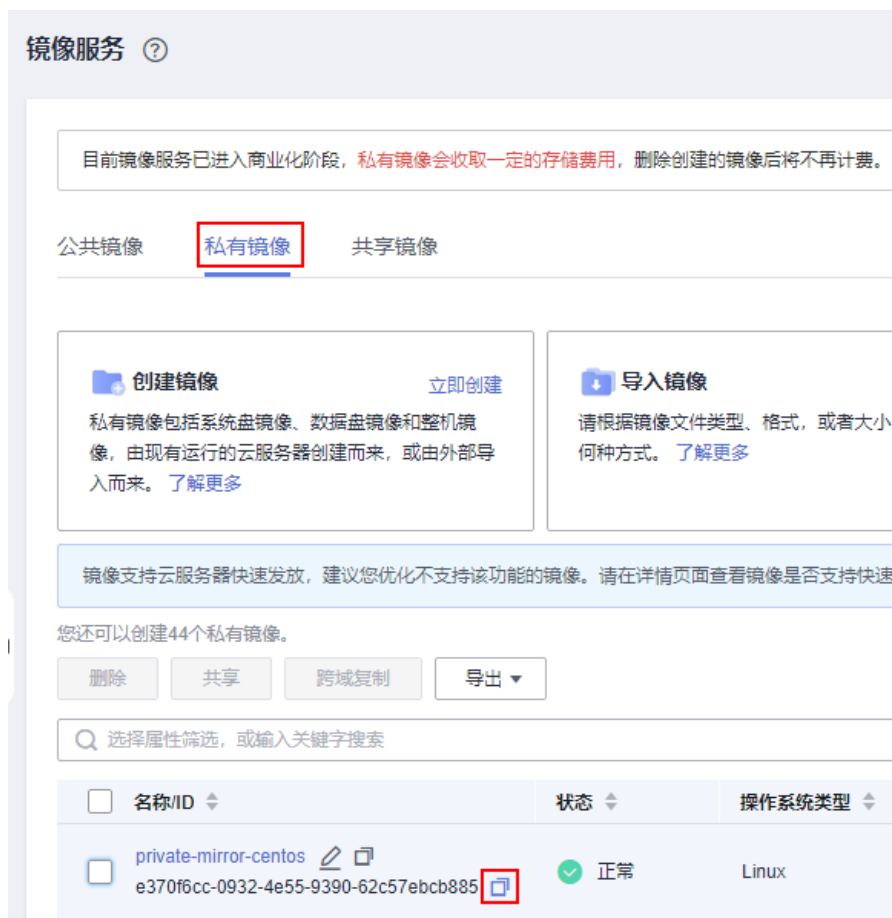 镜像服务
目前镜像服务已进入商业化阶段，私有镜像会收取一定的存储费用，删除创建的镜像后将不再计费。
公共镜像 私有镜像 共享镜像
创建镜像 立即创建
私有镜像包括系统盘镜像、数据盘镜像和整机镜
像，由现有运行的云服务器创建而来，或由外部导
入而来。 了解更多
导入镜像
请根据镜像文件类型、格式，或者大小
何种方式。 了解更多
镜像支持云服务器快速发放，建议您优化不支持该功能的镜像。请在详情页面查看镜像是否支持快速
您还可以创建44个私有镜像。
删除 共享 跨域复制 导出
选择属性筛选，或输入关键字搜索
名称/ID 状态 操作系统类型
private-mirror-centos
e370f6cc-0932-4e55-9390-62c57ebcb885 正常 Linux